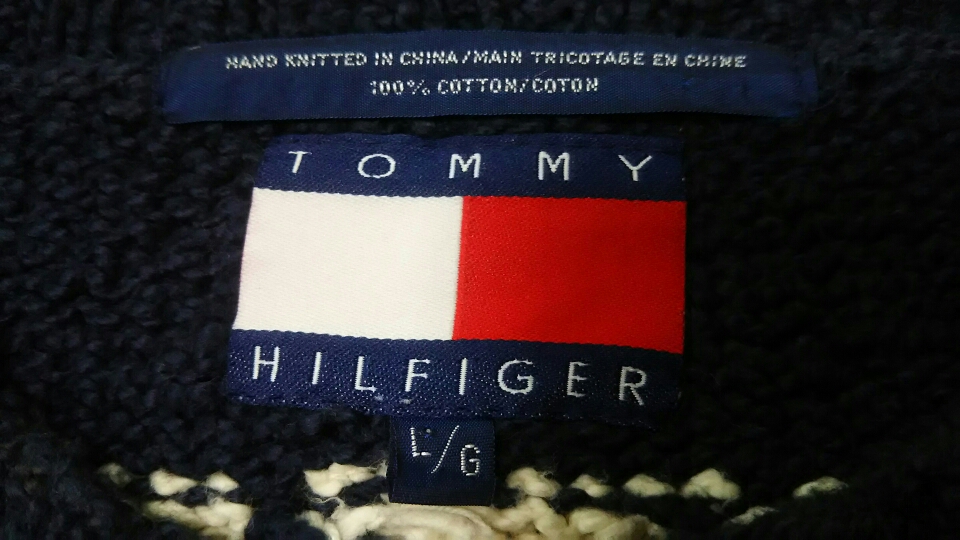 HAND KNITTED IN CHINA/MAIN TRICOTAGE EN CHINE
100% COTTON/COTON
TOMMY
HILFIGER
L/G